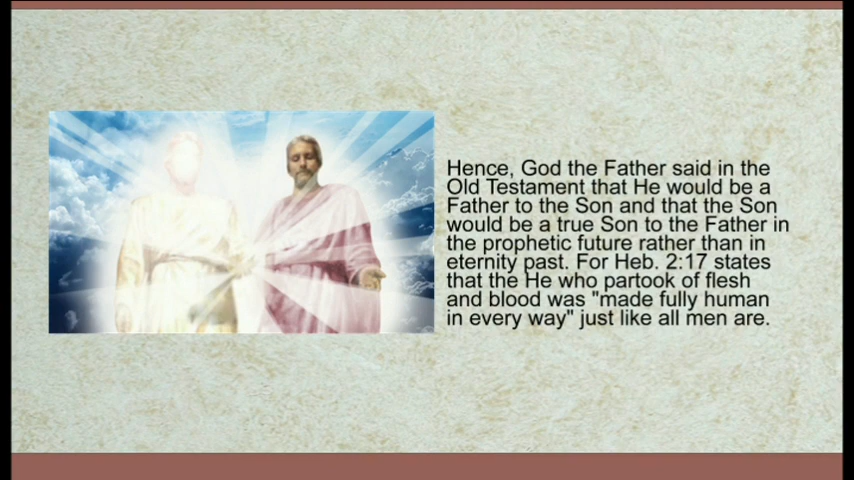 Hence, God the Father said in the
Old Testament that He would be a
Father to the Son and that the Son
would be a true Son to the Father in
the prophetic future rather than in
eternity past. For Heb. 2:17 states
that the He who partook of flesh
and blood was "made fully human
in every way" just like all men are.